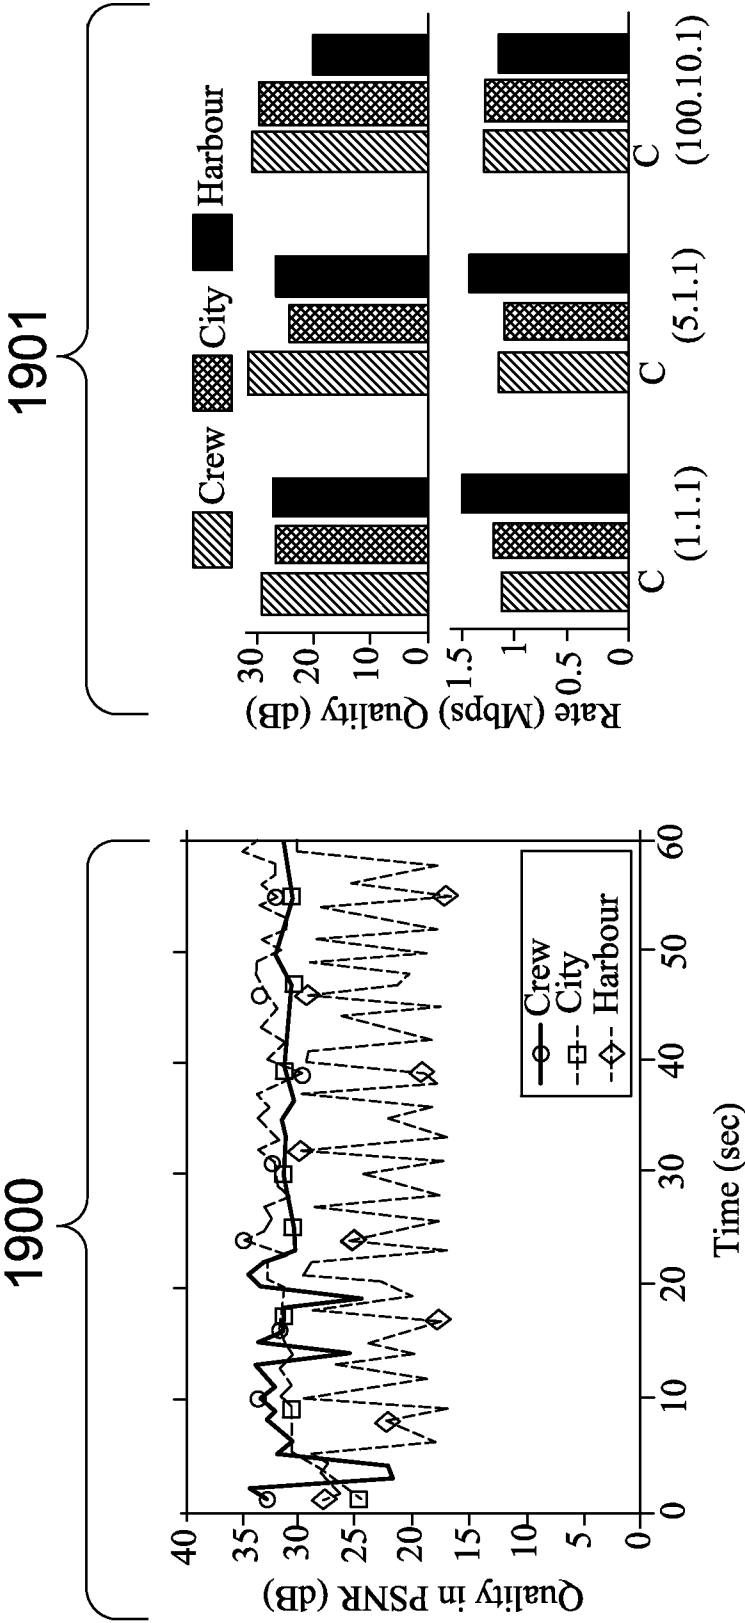 1900
Quality in PSNR (dB)
40
35
30
25
20
15
10
5
0
0
10
20
30
40
50
60
Time (sec)
Crew
City
Harbour
1901
Crew
City
Harbour
Quality (dB)
30
20
10
0
Rate (Mbps)
1.5
1
0.5
0
C
C
C
(1.1.1)
(5.1.1)
(100.10.1)